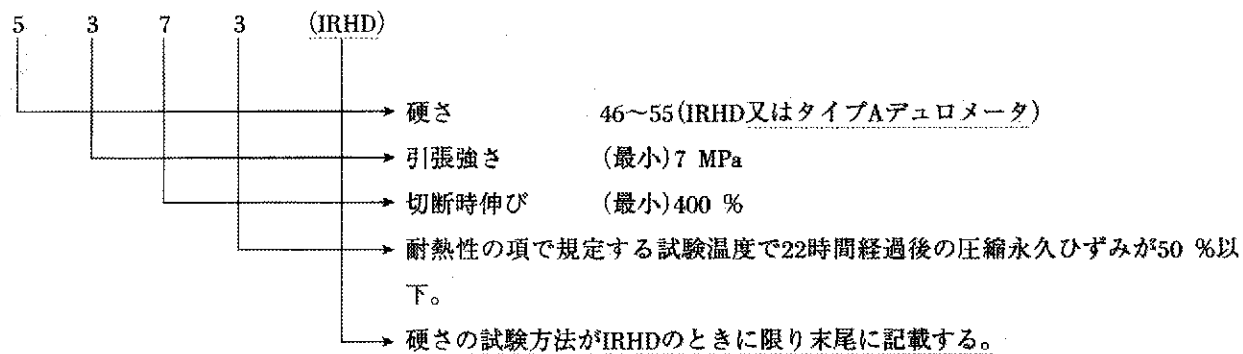 5 3 7 3 (IRHD)
硬さ 46～55(IRHD又はタイプAデュロメータ)
引張強さ (最小)7 MPa
切断時伸び (最小)400 %
耐熱性の項で規定する試験温度で22時間経過後の圧縮永久ひずみが50 %以
下。
硬さの試験方法がIRHDのときに限り末尾に記載する。